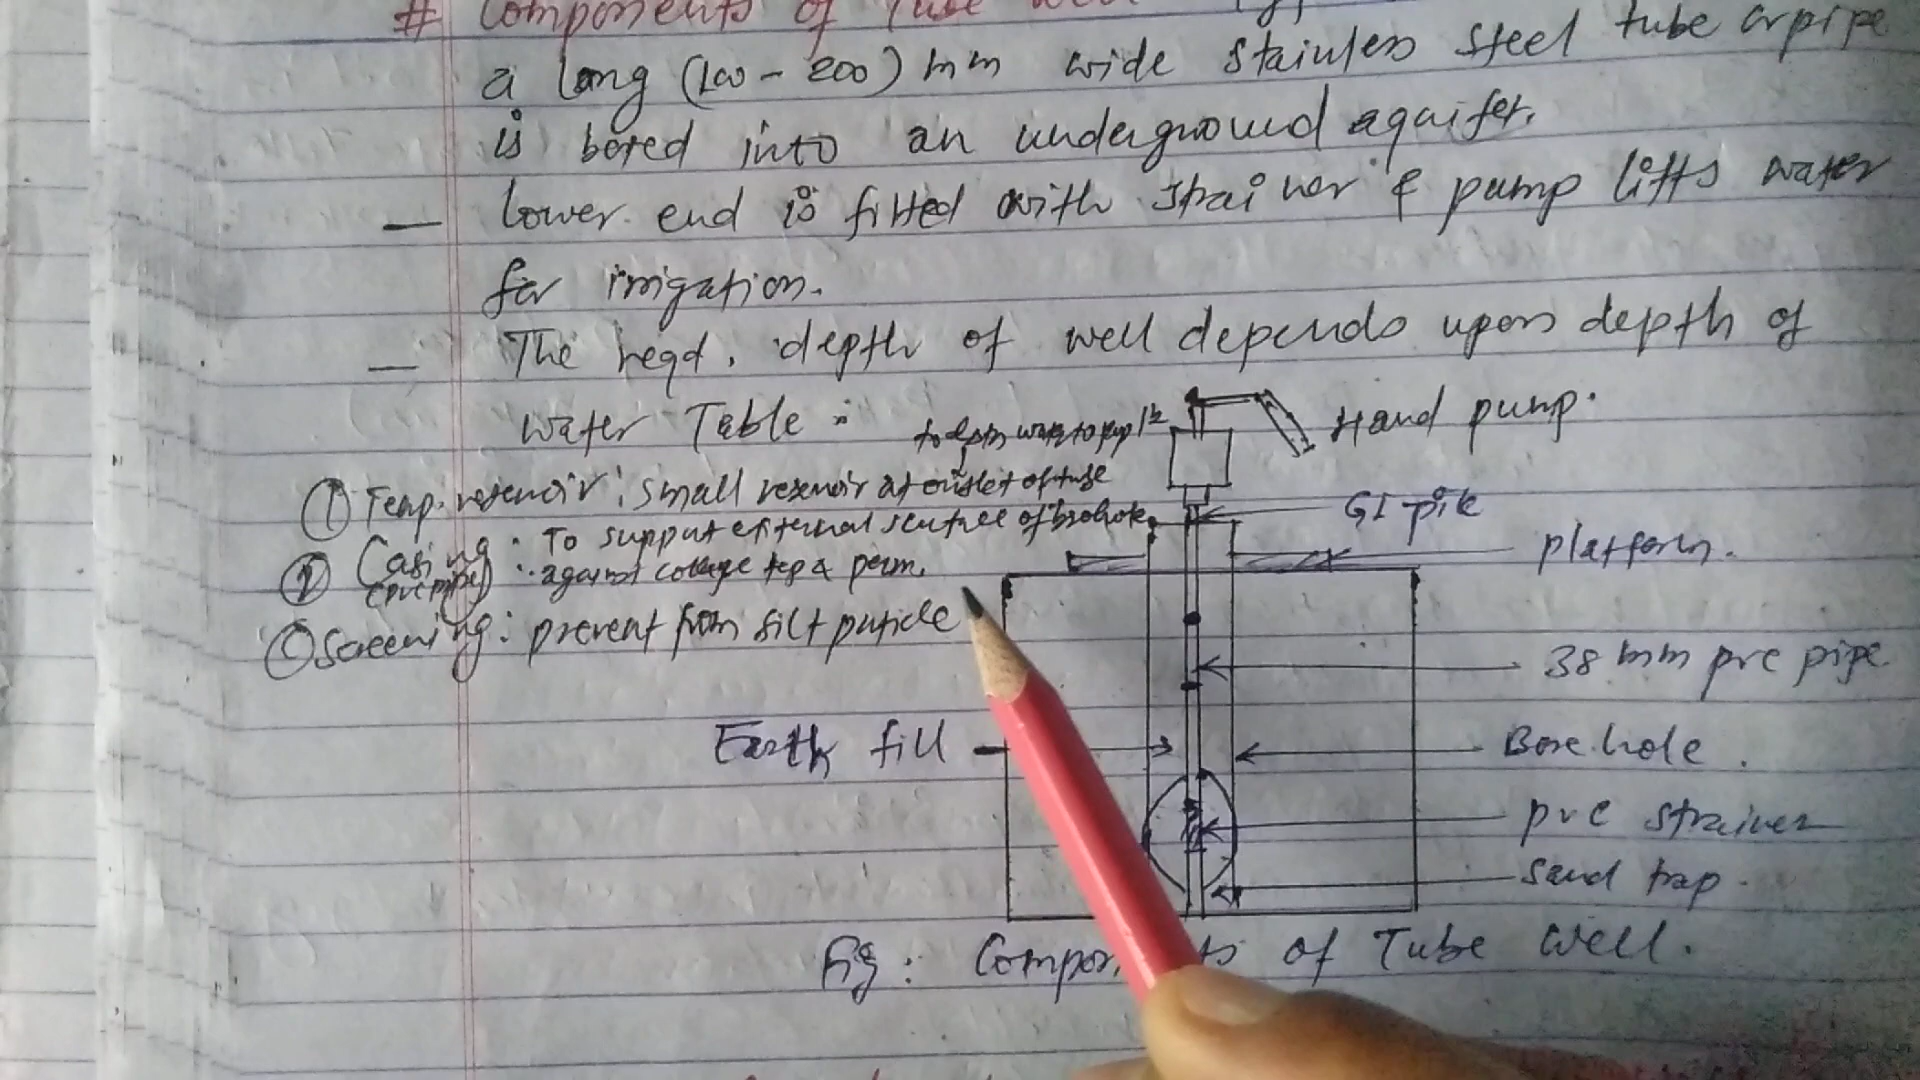 # Components of Tube Well
a long (100-200) mm wide stainless steel tube or pipe
is bored into an underground aquifer.
— lower end is fitted with strainer & pump lifts water
for irrigation.
— The reqd. depth of well depends upon depth of
water Table :
Hand pump.
① Temp. reservoir : small reservoir at outlet of tube
② Casing : To support external surface of borehole
against collapse temp & perm.
Screening : prevent from silt particle
GI pipe
platform.
38 mm pvc pipe
Earth fill
Bore hole.
pvc strainer
Sand trap.
Fig : Components of Tube Well.